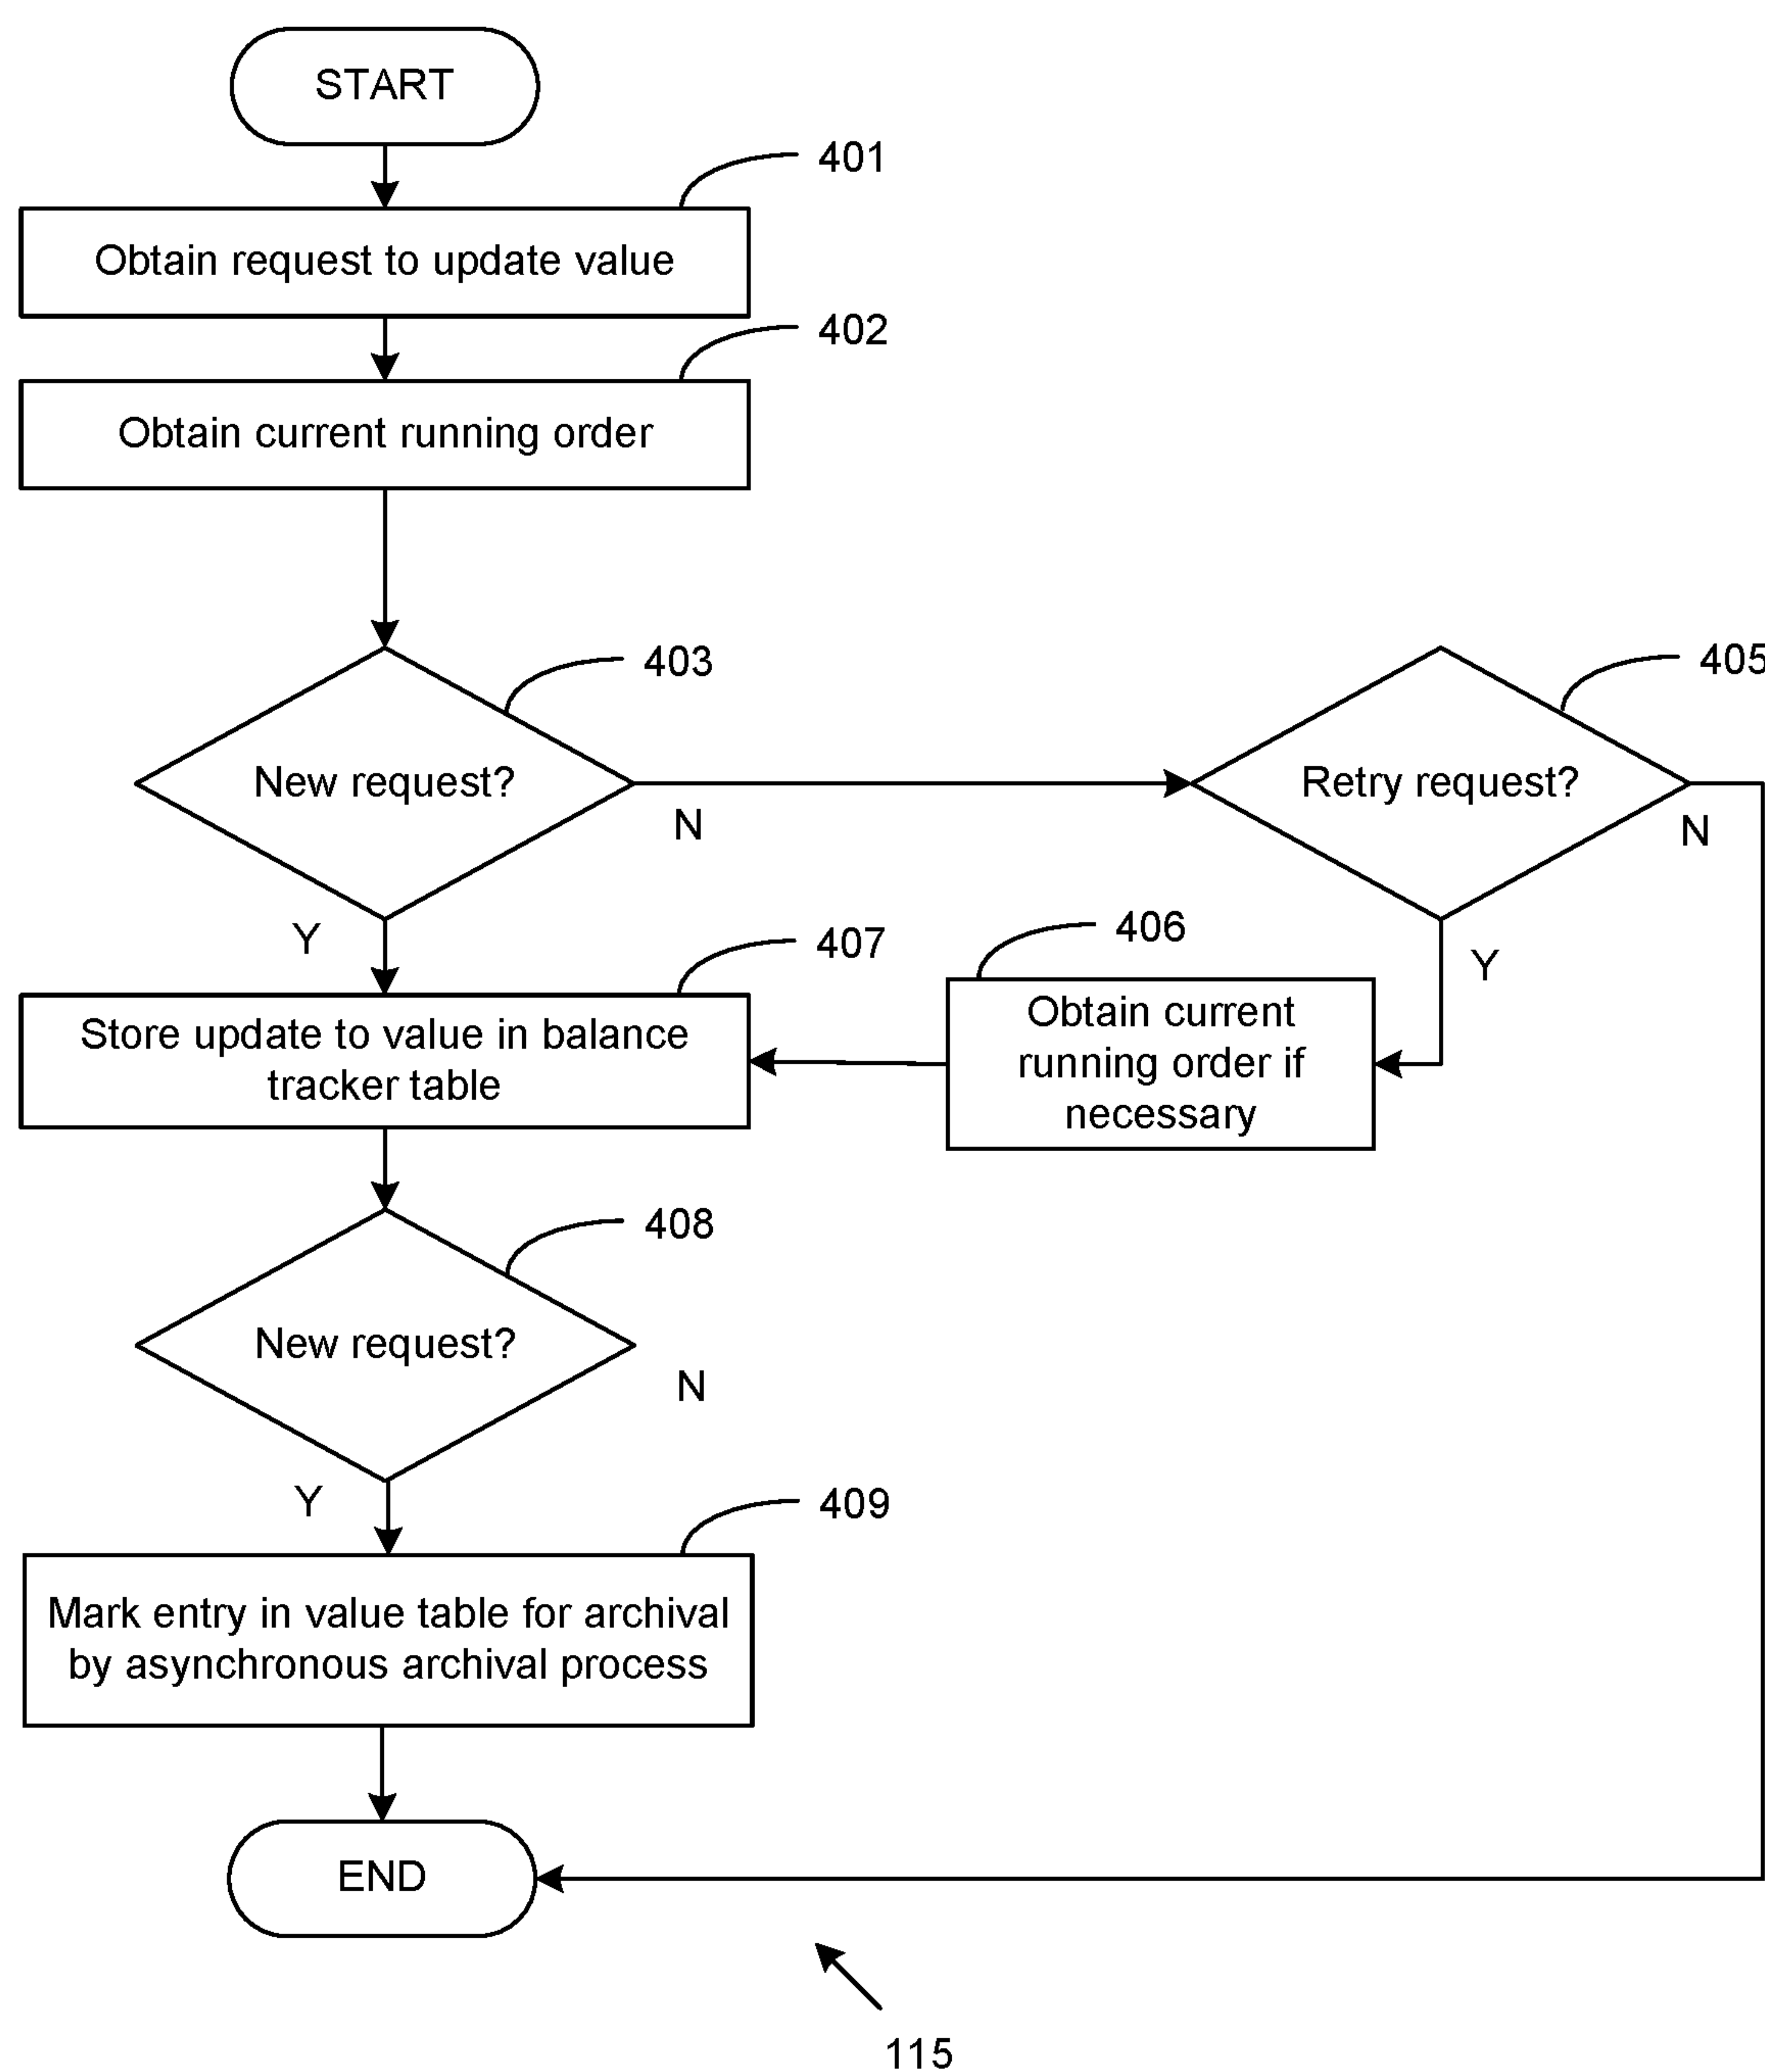 START
401
Obtain request to update value
402
Obtain current running order
403
405
New request?
Retry request?
N
N
Y
407
406
Y
Store update to value in balance
tracker table
Obtain current
running order if
necessary
408
New request?
N
Y
409
Mark entry in value table for archival
by asynchronous archival process
END
115